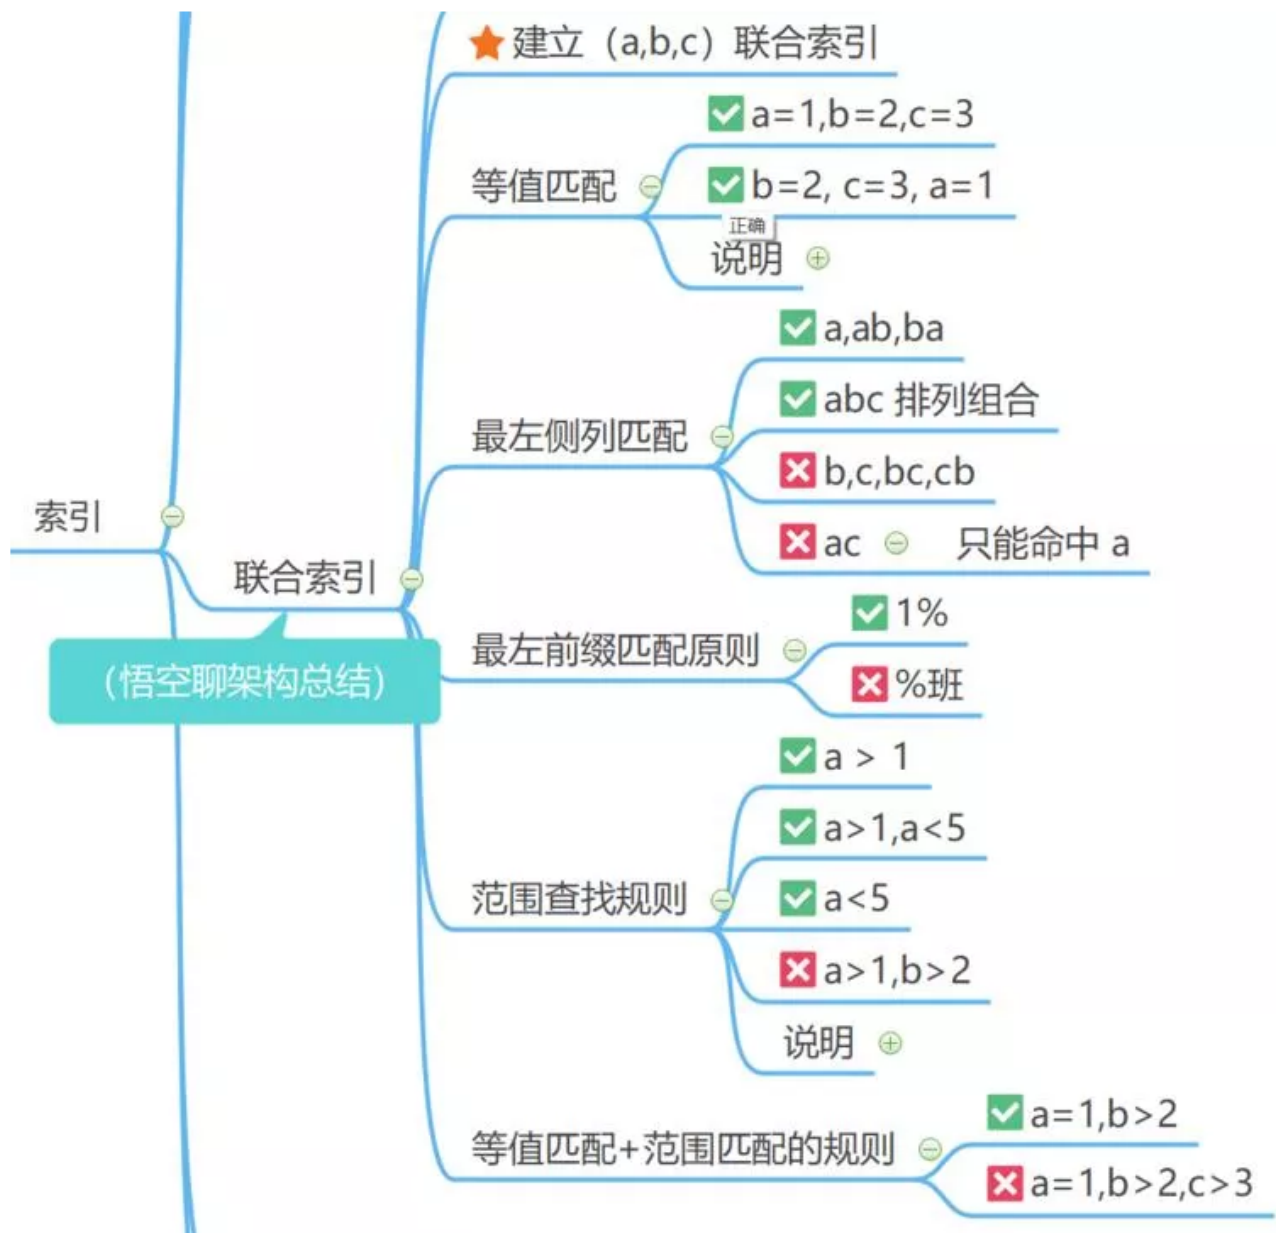 建立（a,b,c）联合索引
a=1,b=2,c=3
等值匹配
b=2, c=3, a=1
正确
说明
a,ab,ba
abc 排列组合
最左侧列匹配
b,c,bc,cb
索引
ac
只能命中 a
联合索引
1%
最左前缀匹配原则
（悟空聊架构总结）
%班
a > 1
a>1,a<5
范围查找规则
a<5
a>1,b>2
说明
a=1,b>2
等值匹配+范围匹配的规则
a=1,b>2,c>3